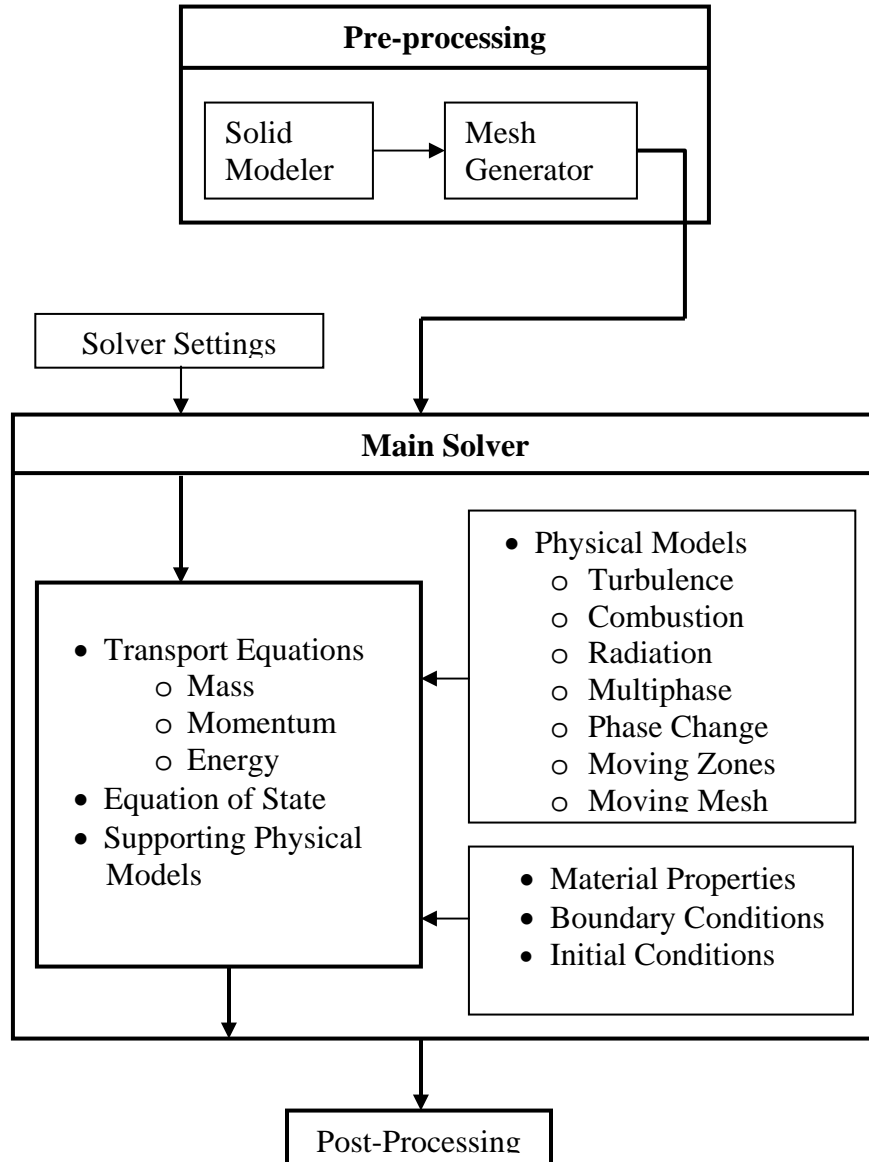 Pre-processing
Solid
Modeler
Mesh
Generator
Solver Settings
Main Solver
• Transport Equations
o Mass
o Momentum
o Energy
• Equation of State
• Supporting Physical
Models
• Physical Models
o Turbulence
o Combustion
o Radiation
o Multiphase
o Phase Change
o Moving Zones
o Moving Mesh
• Material Properties
• Boundary Conditions
• Initial Conditions
Post-Processing